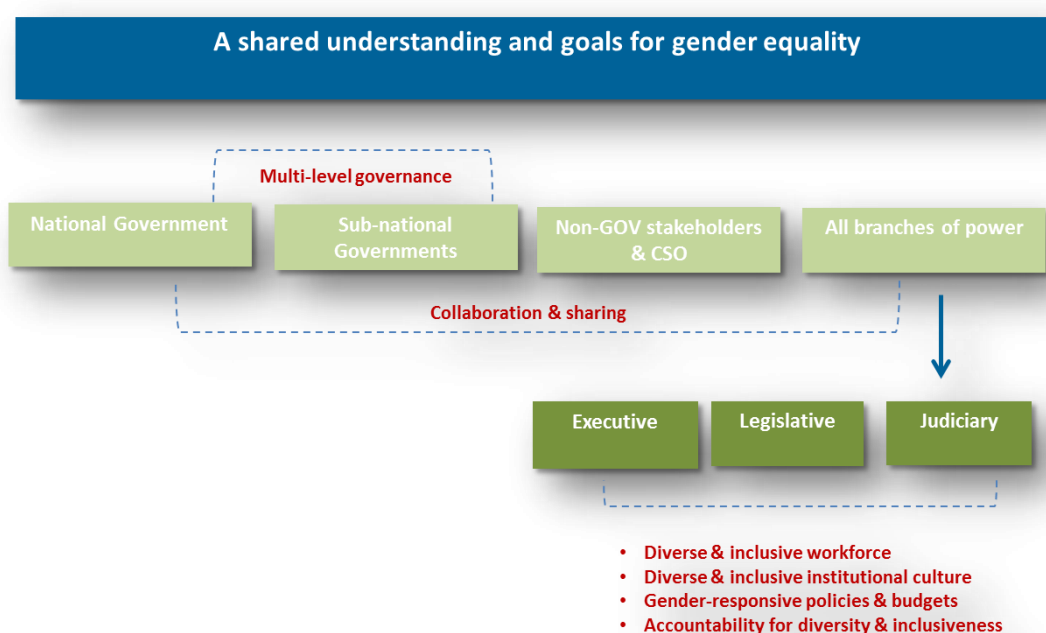 A shared understanding and goals for gender equality
Multi-level governance
National Government
Sub-national
Governments
Non-GOV stakeholders
& CSO
All branches of power
Collaboration & sharing
Executive
Legislative
Judiciary
• Diverse & inclusive workforce
• Diverse & inclusive institutional culture
• Gender-responsive policies & budgets
• Accountability for diversity & inclusiveness